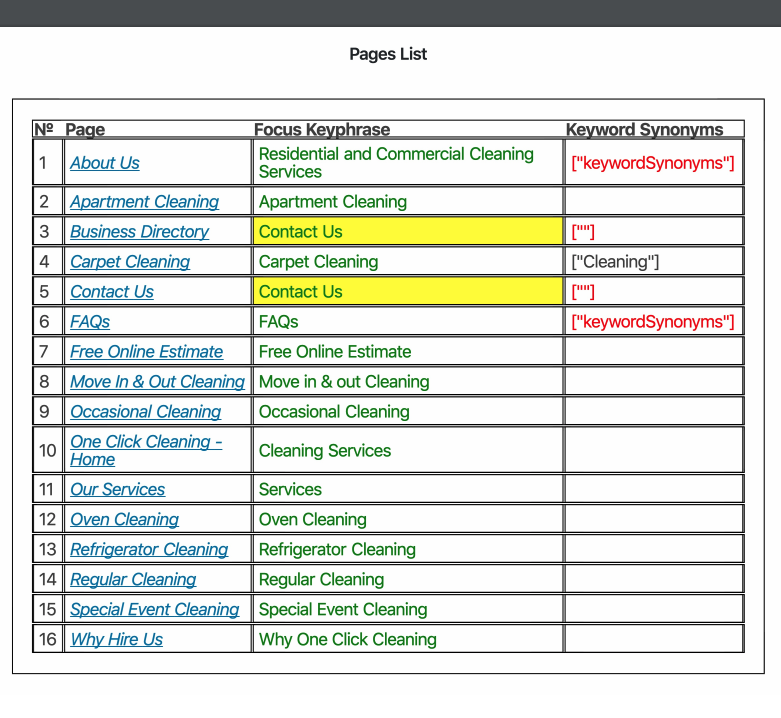 Pages List
Nº Page Focus Keyphrase Keyword Synonyms
1 About Us Residential and Commercial Cleaning Services ["keywordSynonyms"]
2 Apartment Cleaning Apartment Cleaning
3 Business Directory Contact Us [""]
4 Carpet Cleaning Carpet Cleaning ["Cleaning"]
5 Contact Us Contact Us [""]
6 FAQs FAQs ["keywordSynonyms"]
7 Free Online Estimate Free Online Estimate
8 Move In & Out Cleaning Move in & out Cleaning
9 Occasional Cleaning Occasional Cleaning
10 One Click Cleaning - Home Cleaning Services
11 Our Services Services
12 Oven Cleaning Oven Cleaning
13 Refrigerator Cleaning Refrigerator Cleaning
14 Regular Cleaning Regular Cleaning
15 Special Event Cleaning Special Event Cleaning
16 Why Hire Us Why One Click Cleaning